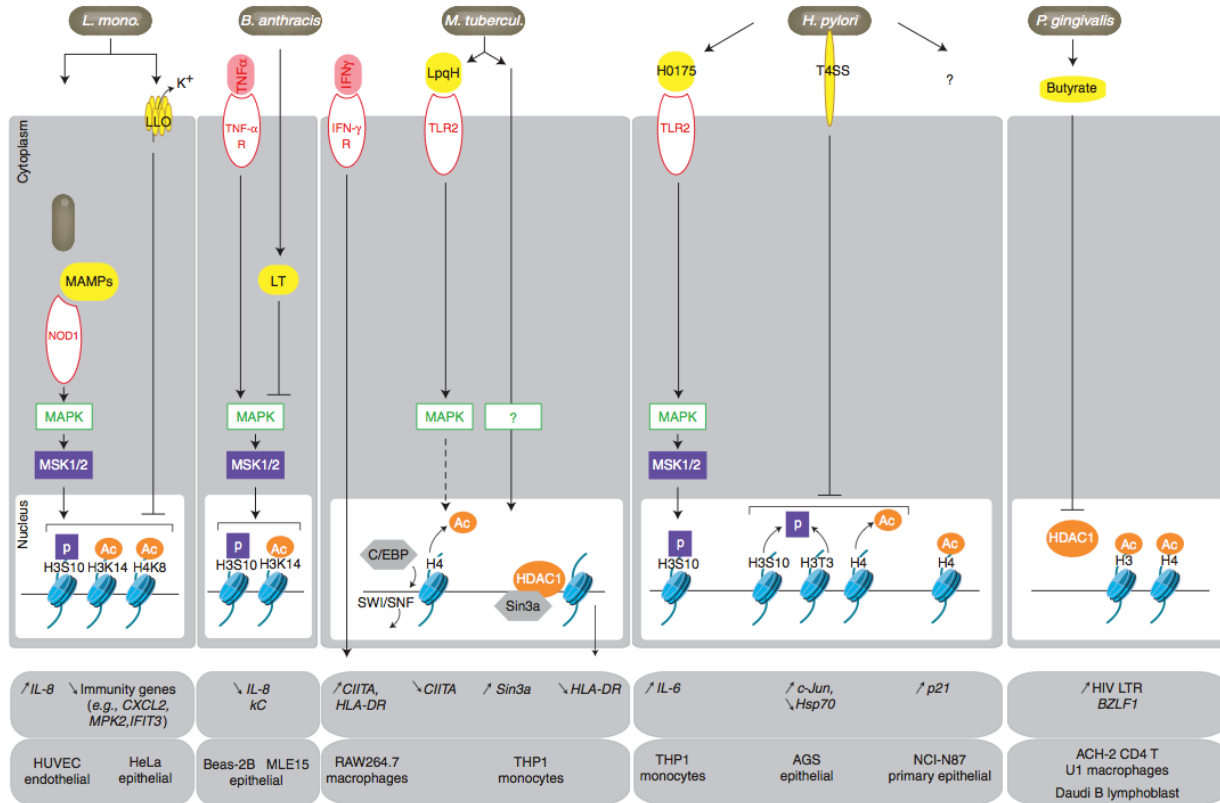 L. mono.
B. anthracis
M. tubercul.
H. pylori
P. gingivalis
Cytoplasm
K+
LLO
MAMPs
NOD1
MAPK
MSK1/2
Nucleus
p
Ac
Ac
H3S10
H3K14
H4K8
TNFα
TNF-α
R
LT
MAPK
MSK1/2
p
Ac
H3S10
H3K14
IFNγ
IFN-γ
R
LpqH
TLR2
MAPK
?
Ac
C/EBP
H4
SWI/SNF
HDAC1
Sin3a
H0175
TLR2
T4SS
?
MAPK
MSK1/2
p
H3S10
p
Ac
H3S10
H3T3
H4
Ac
H4
Butyrate
HDAC1
Ac
Ac
H3
H4
↗IL-8
↘Immunity genes
(e.g., CXCL2,
MPK2,IFIT3)
↘ IL-8
kC
↗CIITA,
HLA-DR
↘CIITA
↗ Sin3a
↘HLA-DR
↗ IL-6
↗ c-Jun,
↘Hsp70
↗ p21
↗HIV LTR
BZLF1
HUVEC
endothelial
HeLa
epithelial
Beas-2B MLE15
epithelial
RAW264.7
macrophages
THP1
monocytes
THP1
monocytes
AGS
epithelial
NCI-N87
primary epithelial
ACH-2 CD4 T
U1 macrophages
Daudi B lymphoblast